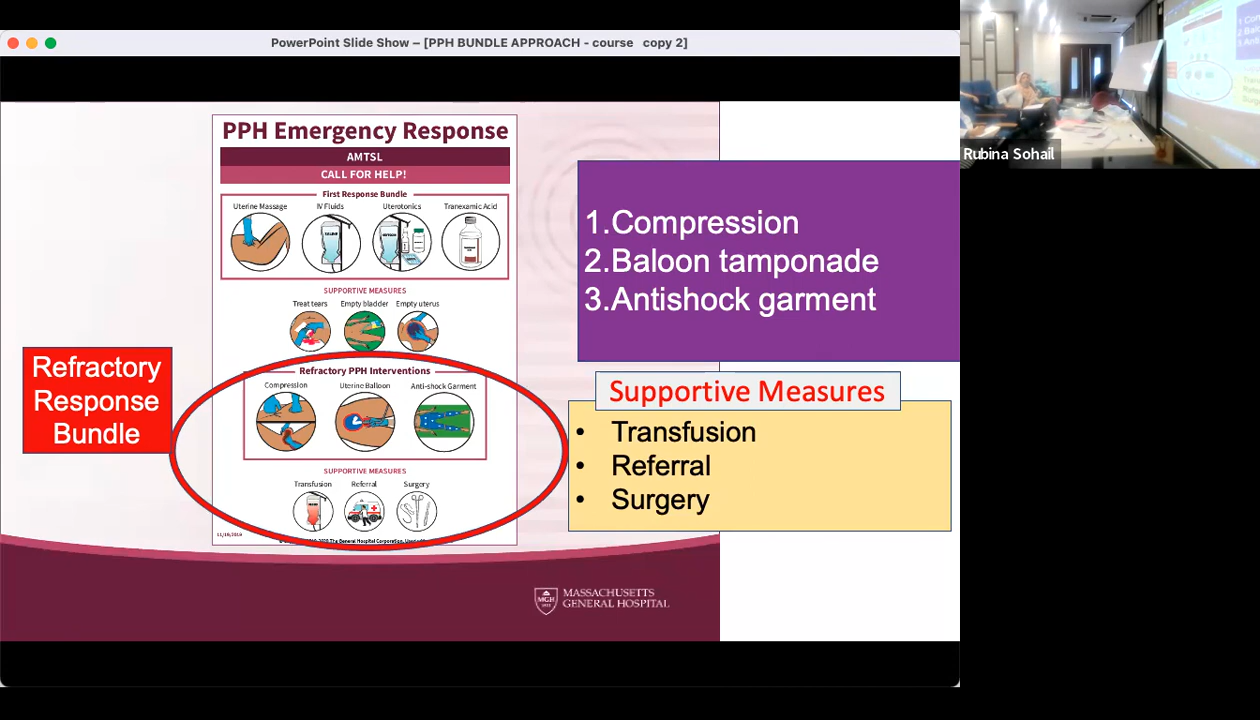 PowerPoint Slide Show – [PPH BUNDLE APPROACH - course copy 2]
PPH Emergency Response
AMTSL
CALL FOR HELP!
First Response Bundle
Uterine Massage
IV Fluids
Uterotonics
Tranexamic Acid
SUPPORTIVE MEASURES
Treat tears
Empty bladder
Empty uterus
Refractory PPH Interventions
Compression
Uterine Balloon
Anti-shock Garment
SUPPORTIVE MEASURES
Transfusion
Referral
Surgery
Refractory
Response
Bundle
1.Compression
2.Baloon tamponade
3.Antishock garment
Supportive Measures
• Transfusion
• Referral
• Surgery
MGH
MASSACHUSETTS
GENERAL HOSPITAL
Rubina Sohail